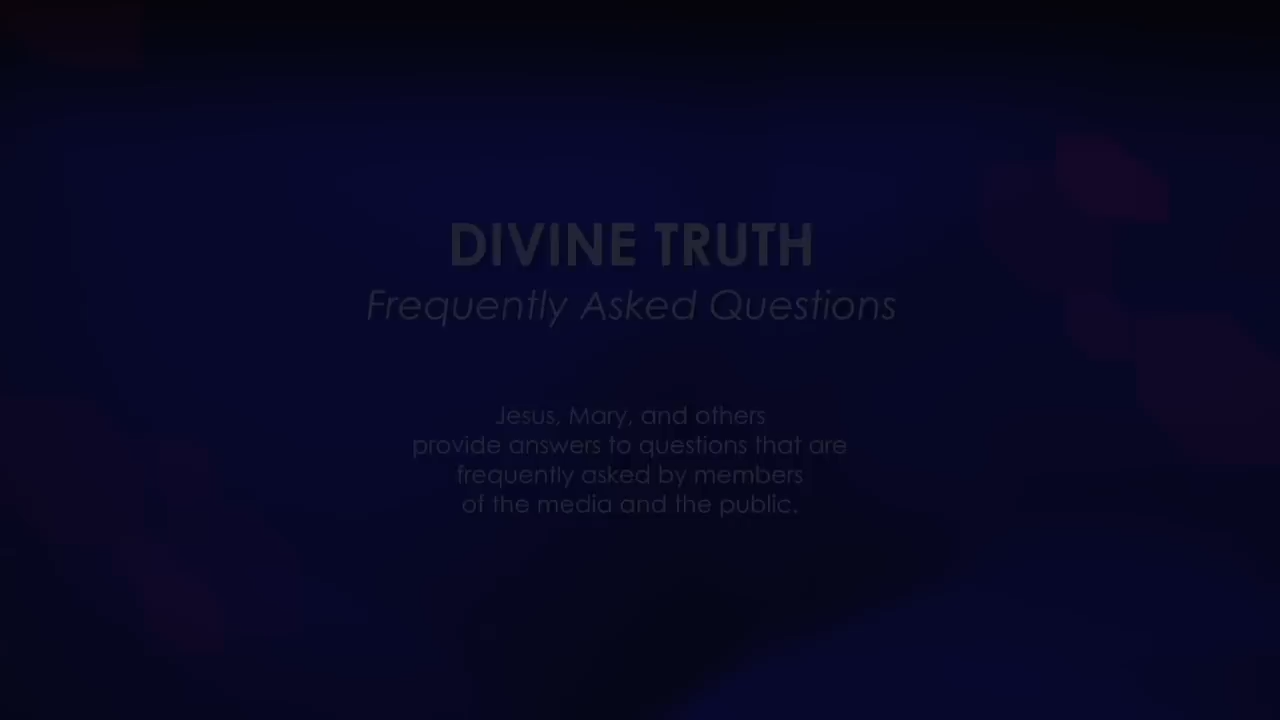 DIVINE TRUTH
Frequently Asked Questions
Jesus, Mary, and others
provide answers to questions that are
frequently asked by members
of the media and the public.